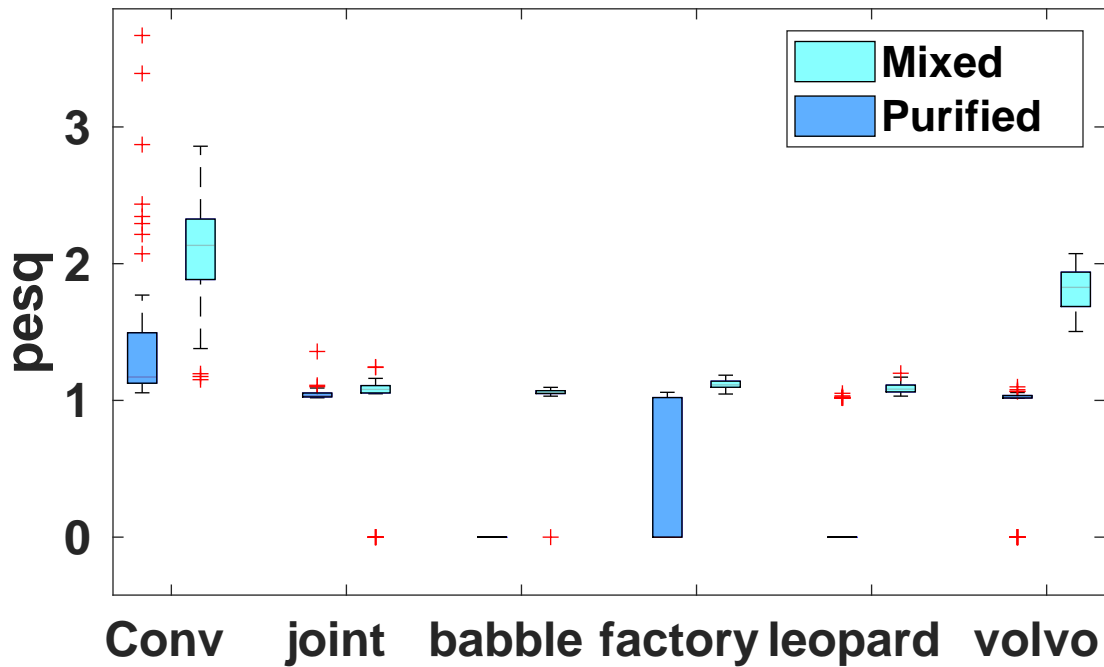 Mixed
Purified
pesq
3
2
1
0
Conv joint babble factory leopard volvo